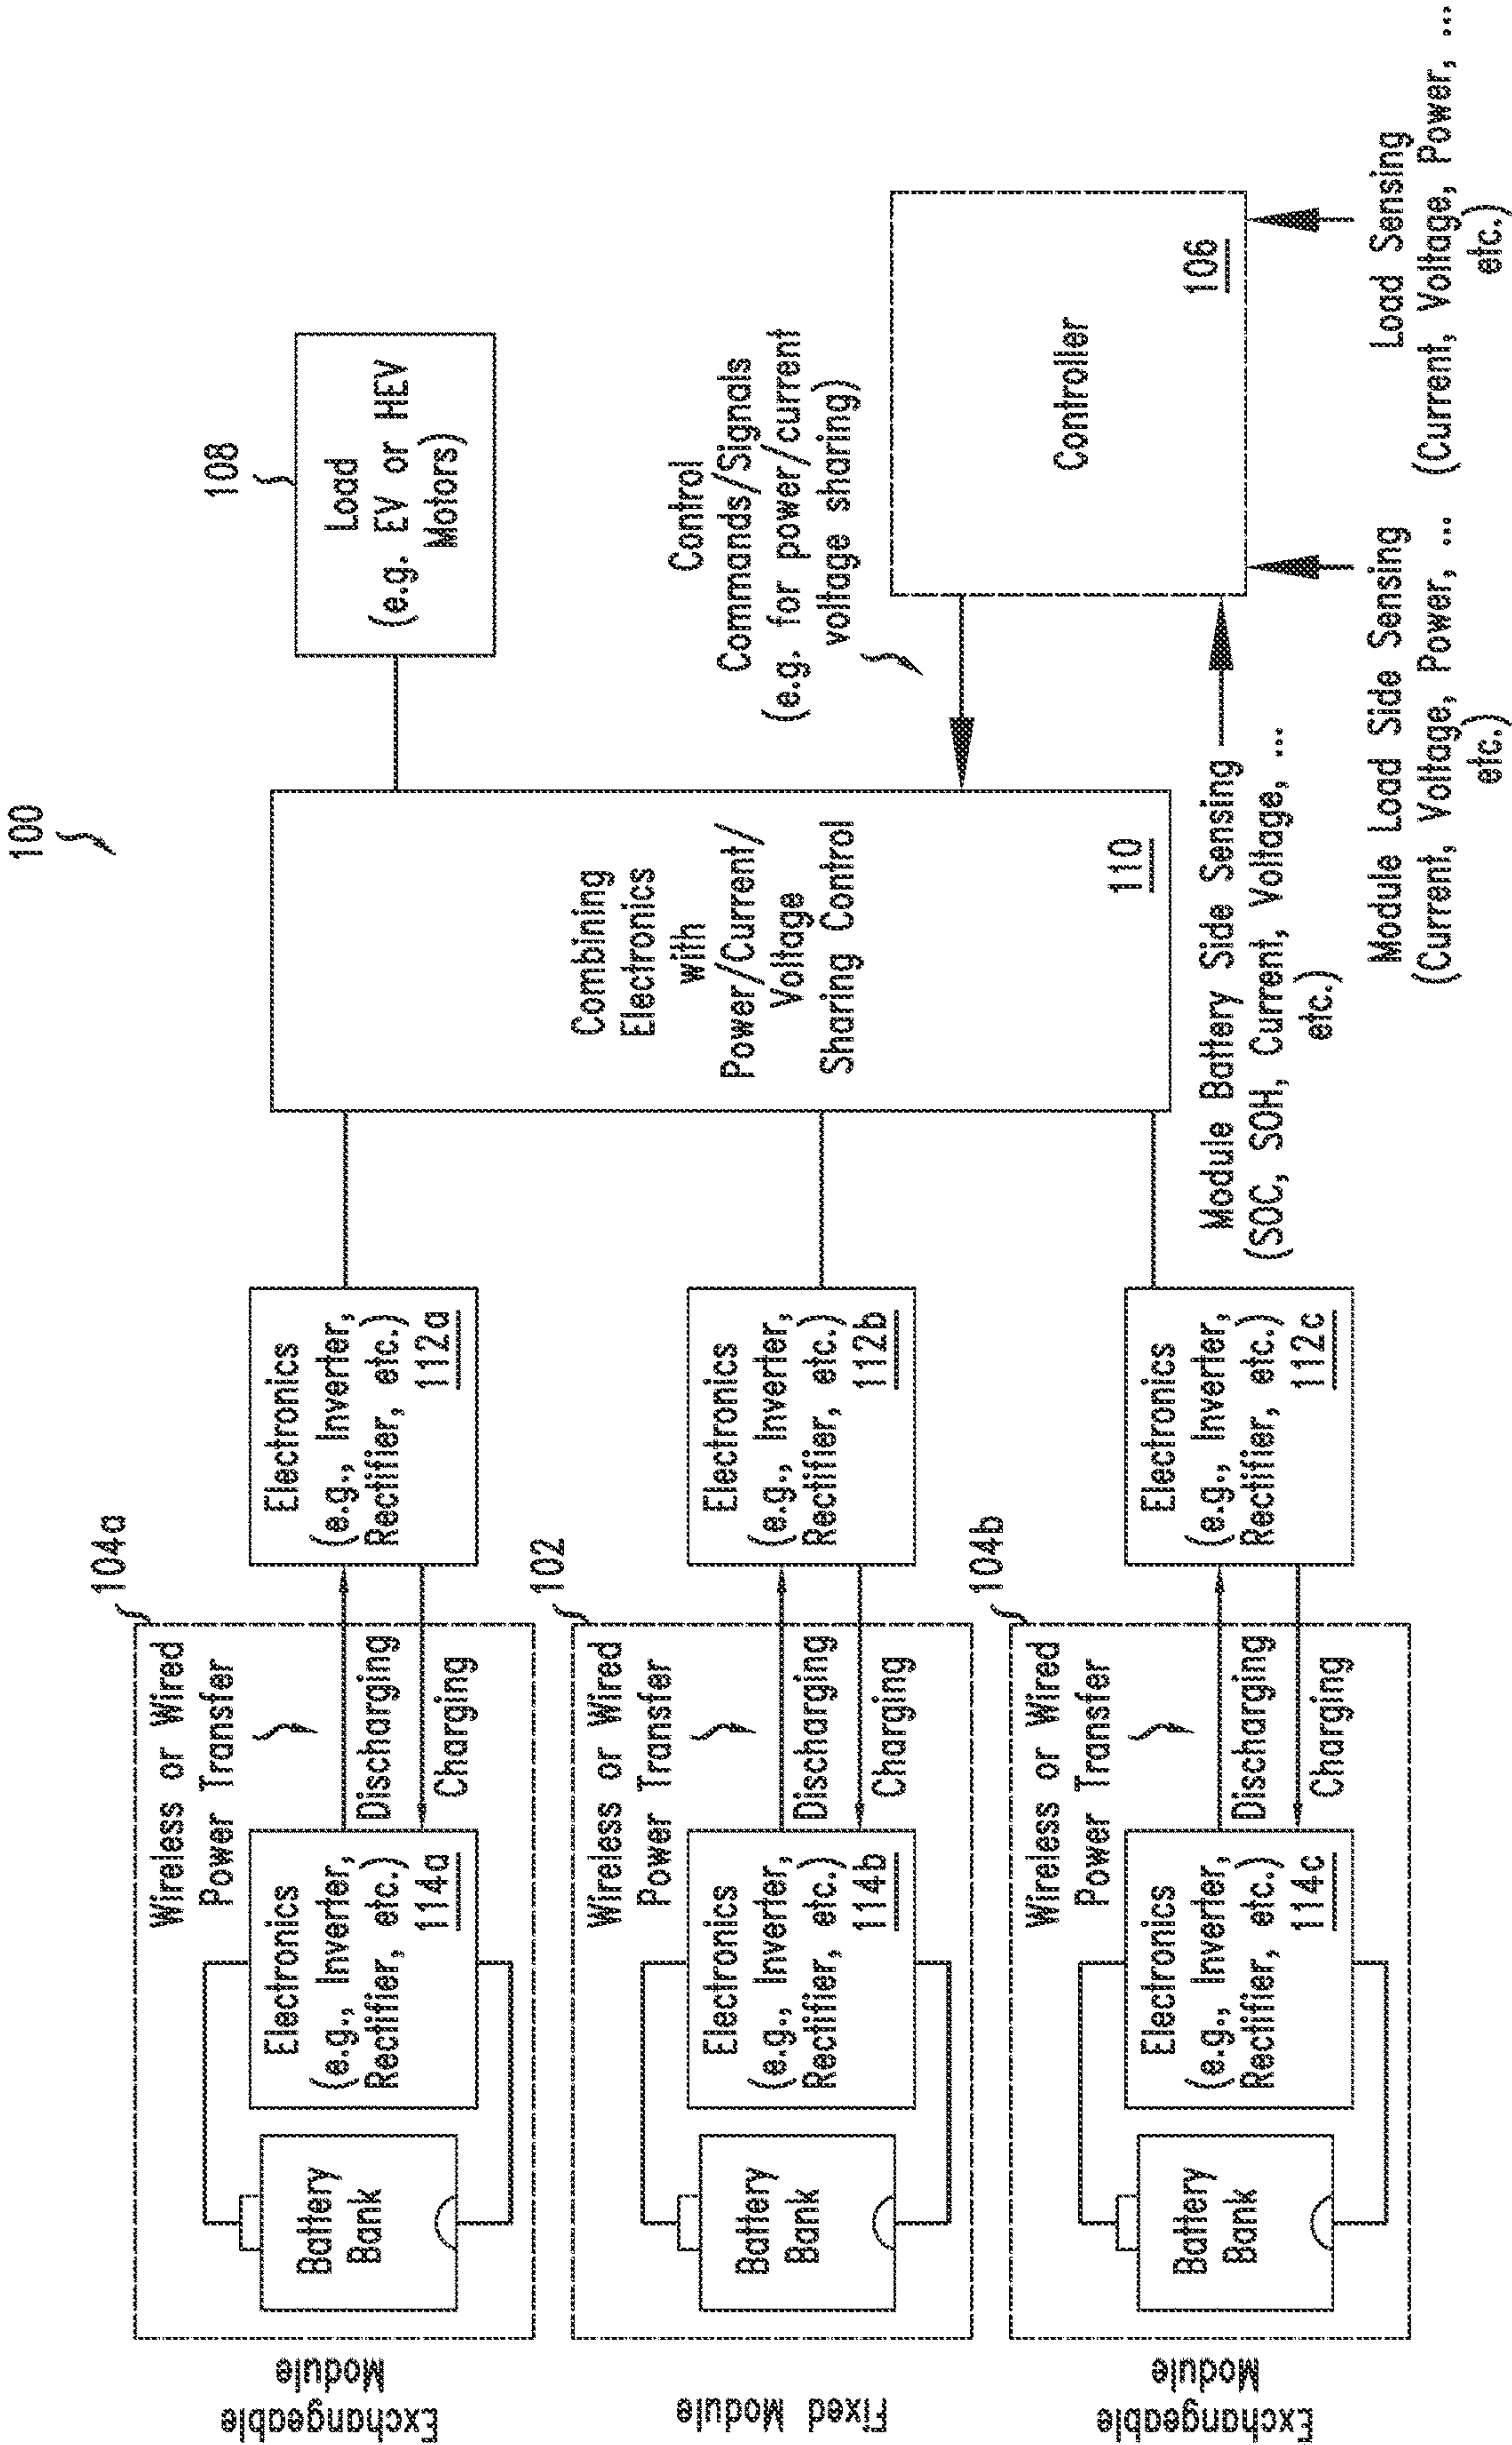 100
Exchangeable
Module
104a
Wireless or Wired
Power Transfer
Battery
Bank
Electronics
(e.g., Inverter,
Rectifier, etc.)
114a
Discharging
Charging
Electronics
(e.g., Inverter,
Rectifier, etc.)
112a
Fixed Module
102
Wireless or Wired
Power Transfer
Battery
Bank
Electronics
(e.g., Inverter,
Rectifier, etc.)
114b
Discharging
Charging
Electronics
(e.g., Inverter,
Rectifier, etc.)
112b
Exchangeable
Module
104b
Wireless or Wired
Power Transfer
Battery
Bank
Electronics
(e.g., Inverter,
Rectifier, etc.)
114c
Discharging
Charging
Electronics
(e.g., Inverter,
Rectifier, etc.)
112c
Combining
Electronics
with
Power/Current/
Voltage
Sharing Control
110
108
Load
(e.g. EV or HEV
Motors)
Control
Commands/Signals
(e.g. for power/current
voltage sharing)
Controller
106
Module Battery Side Sensing
(SOC, SOH, Current, Voltage, ...
etc.)
Module Load Side Sensing
(Current, Voltage, Power, ...
etc.)
Load Sensing
(Current, Voltage, Power, ...
etc.)